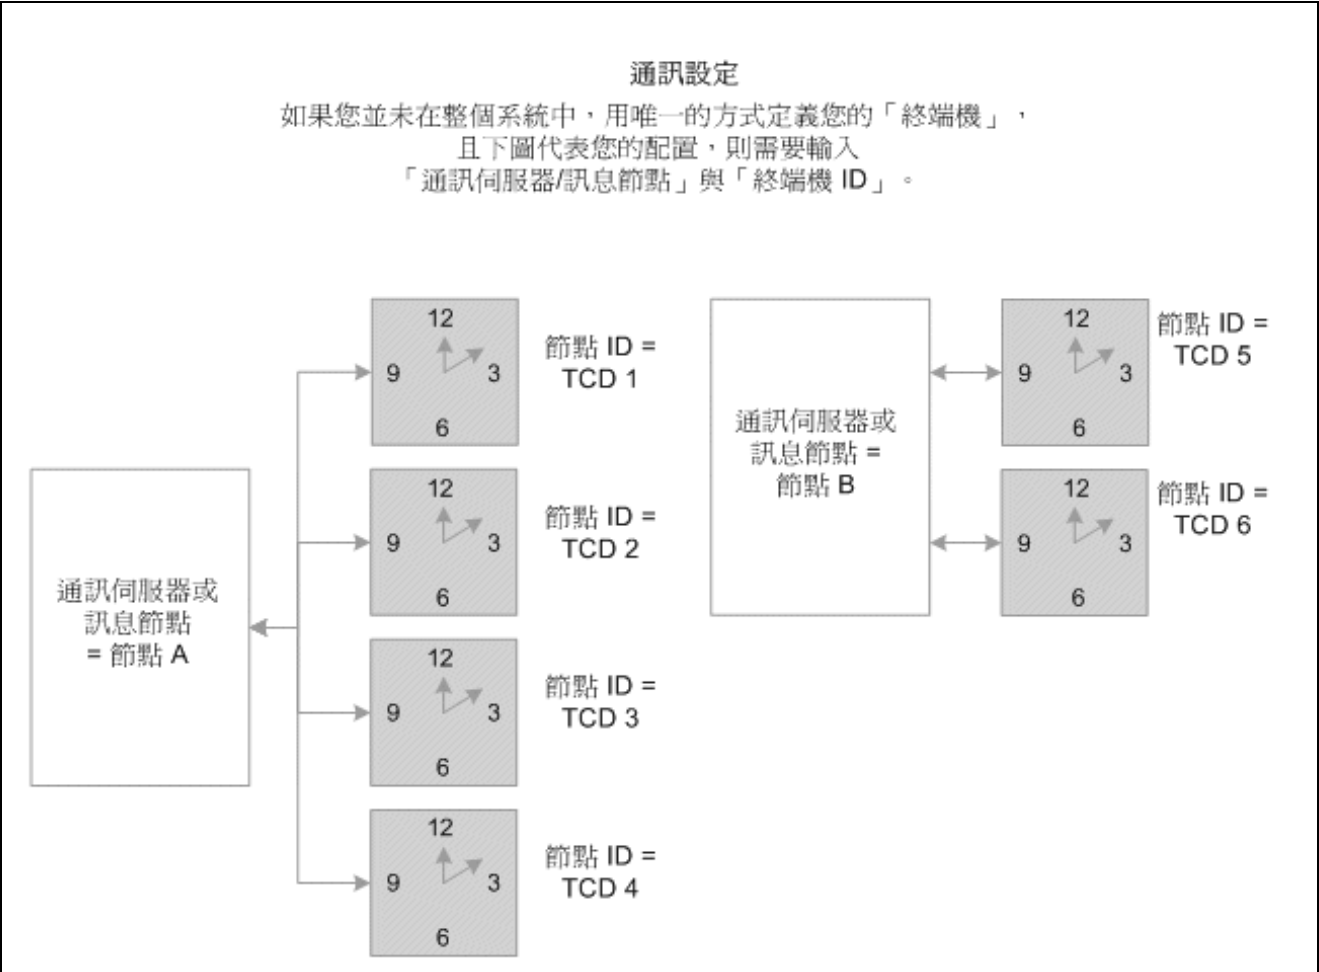 通訊設定
如果您並未在整個系統中,用唯一的方式定義您的「終端機」,
且下圖代表您的配置,則需要輸入
「通訊伺服器/訊息節點」與「終端機 ID」。
通訊伺服器或
訊息節點
= 節點 A
12
9
3
6
節點 ID =
TCD 1
12
9
3
6
節點 ID =
TCD 2
12
9
3
6
節點 ID =
TCD 3
12
9
3
6
節點 ID =
TCD 4
通訊伺服器或
訊息節點 =
節點 B
12
9
3
6
節點 ID =
TCD 5
12
9
3
6
節點 ID =
TCD 6